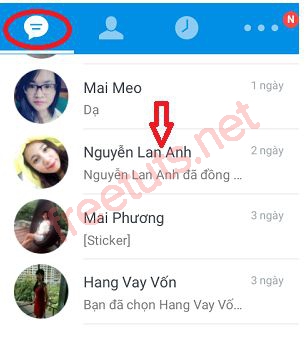 N
Mai Meo
1 ngày
Dạ
Nguyễn Lan Anh
2 ngày
Nguyễn Lan Anh đã đồng ...
Mai Phương
3 ngày
[Sticker]
Hang Vay Vốn
3 ngày
Bạn đã chọn Hang Vay Vố...
freetuts.net